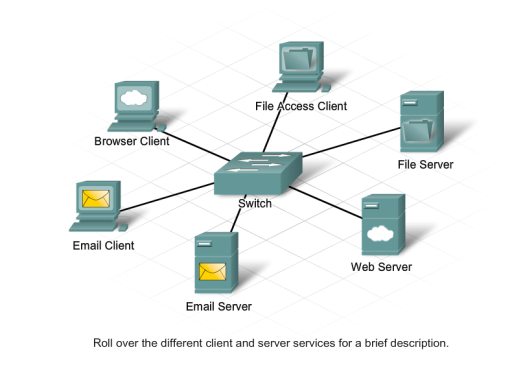 File Access Client
Browser Client
File Server
Switch
Email Client
Web Server
Email Server
Roll over the different client and server services for a brief description.